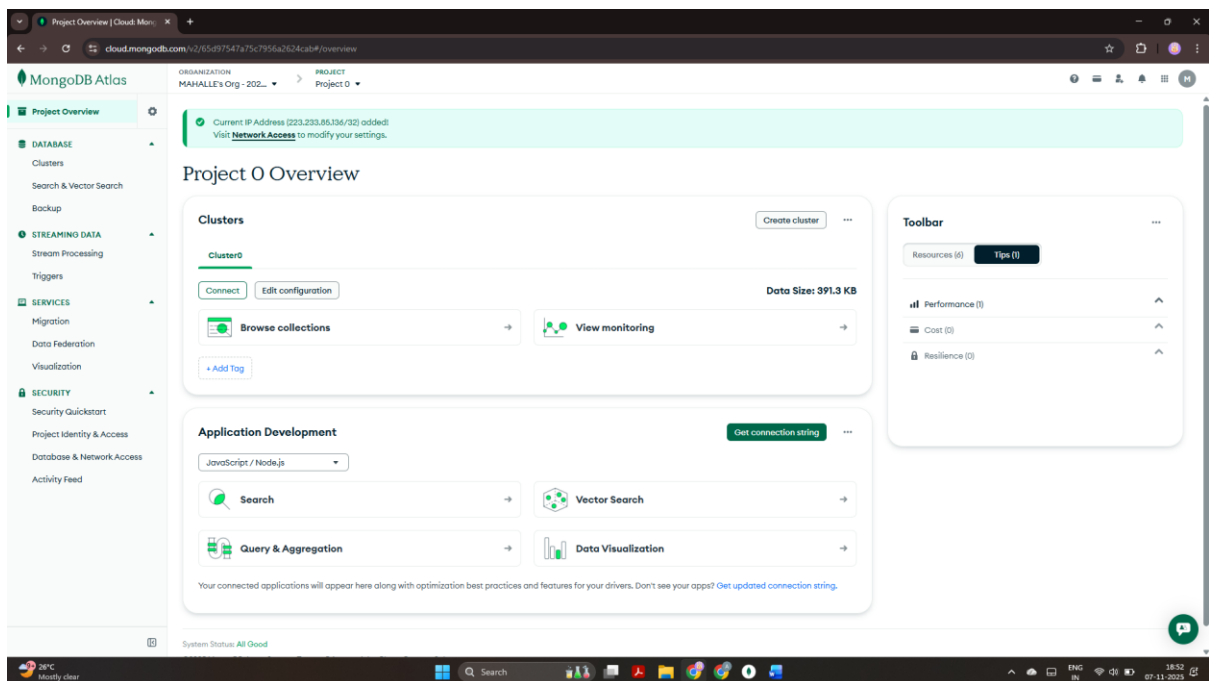 Project Overview | Cloud: Mong
cloud.mongodb.com/v2/65d97547a75c7956a2624cab#/overview
MongoDB Atlas
ORGANIZATION
MAHALLE's Org - 202...
PROJECT
Project 0
M
Project Overview
DATABASE
Clusters
Search & Vector Search
Backup
STREAMING DATA
Stream Processing
Triggers
SERVICES
Migration
Data Federation
Visualization
SECURITY
Security Quickstart
Project Identity & Access
Database & Network Access
Activity Feed
Current IP Address (223.233.85.136/32) added!
Visit Network Access to modify your settings.
Project 0 Overview
Clusters
Create cluster
Cluster0
Connect
Edit configuration
Data Size: 391.3 KB
Browse collections
View monitoring
+ Add Tag
Application Development
Get connection string
JavaScript / Node.js
Search
Vector Search
Query & Aggregation
Data Visualization
Your connected applications will appear here along with optimization best practices and features for your drivers. Don't see your apps? Get updated connection string.
Toolbar
Resources (6)
Tips (1)
Performance (1)
Cost (0)
Resilience (0)
System Status: All Good
26°C
Mostly clear
Search
ENG
IN
18:52
07-11-2025